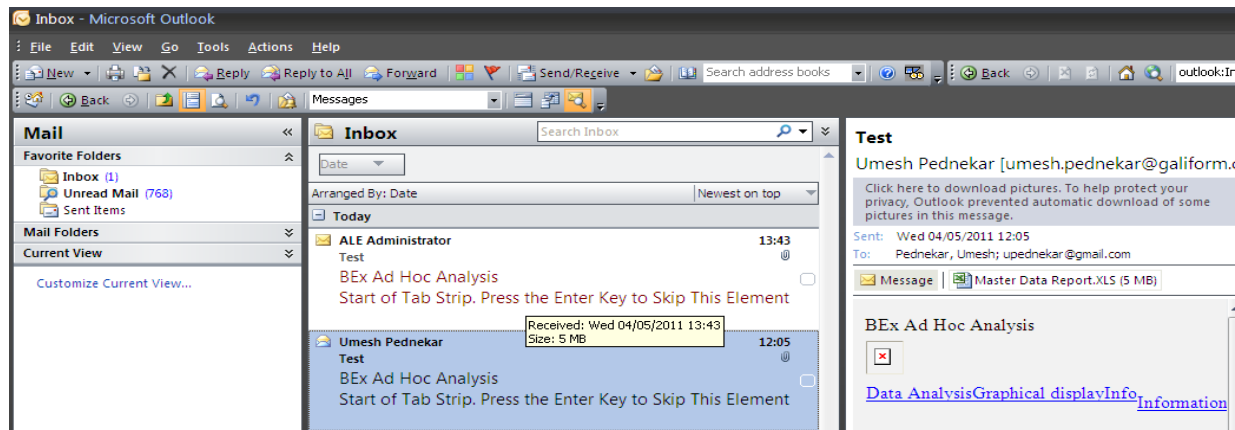 Inbox - Microsoft Outlook
File Edit View Go Tools Actions Help
New Reply Reply to All Forward Send/Receive Search address books Back outlook:In
Back Messages
Mail «
Favorite Folders
Inbox (1)
Unread Mail (768)
Sent Items
Mail Folders
Current View
Customize Current View...
Inbox Search Inbox
Date
Arranged By: Date Newest on top
Today
ALE Administrator 13:43
Test
BEx Ad Hoc Analysis
Start of Tab Strip. Press the Enter Key to Skip This Element
Received: Wed 04/05/2011 13:43
Size: 5 MB
Umesh Pednekar 12:05
Test
BEx Ad Hoc Analysis
Start of Tab Strip. Press the Enter Key to Skip This Element
Test
Umesh Pednekar [umesh.pednekar@galiform.c
Click here to download pictures. To help protect your
privacy, Outlook prevented automatic download of some
pictures in this message.
Sent: Wed 04/05/2011 12:05
To: Pednekar, Umesh; upednekar@gmail.com
Message Master Data Report.XLS (5 MB)
BEx Ad Hoc Analysis
Data AnalysisGraphical displayInfo
Information